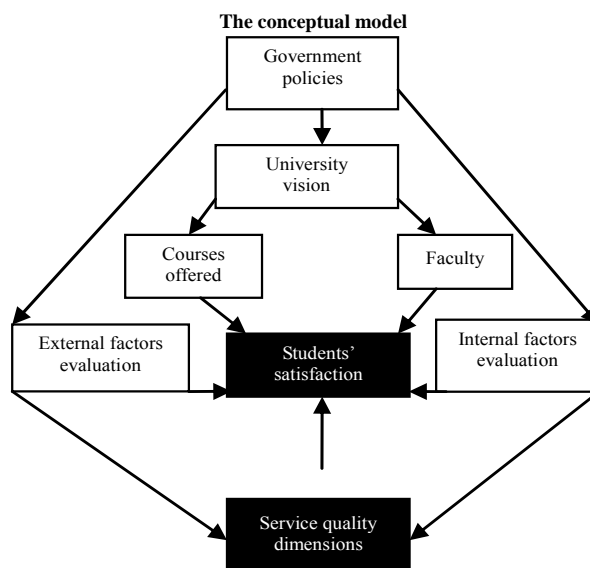 The conceptual model
Government
policies
University
vision
Courses
offered
Faculty
External factors
evaluation
Students'
satisfaction
Internal factors
evaluation
Service quality
dimensions